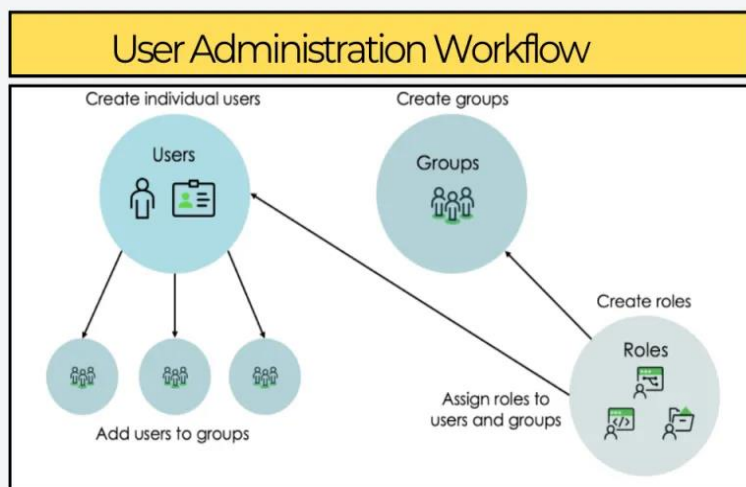 User Administration Workflow
Create individual users
Create groups
Users
Groups
Create roles
Roles
Assign roles to
users and groups
Add users to groups